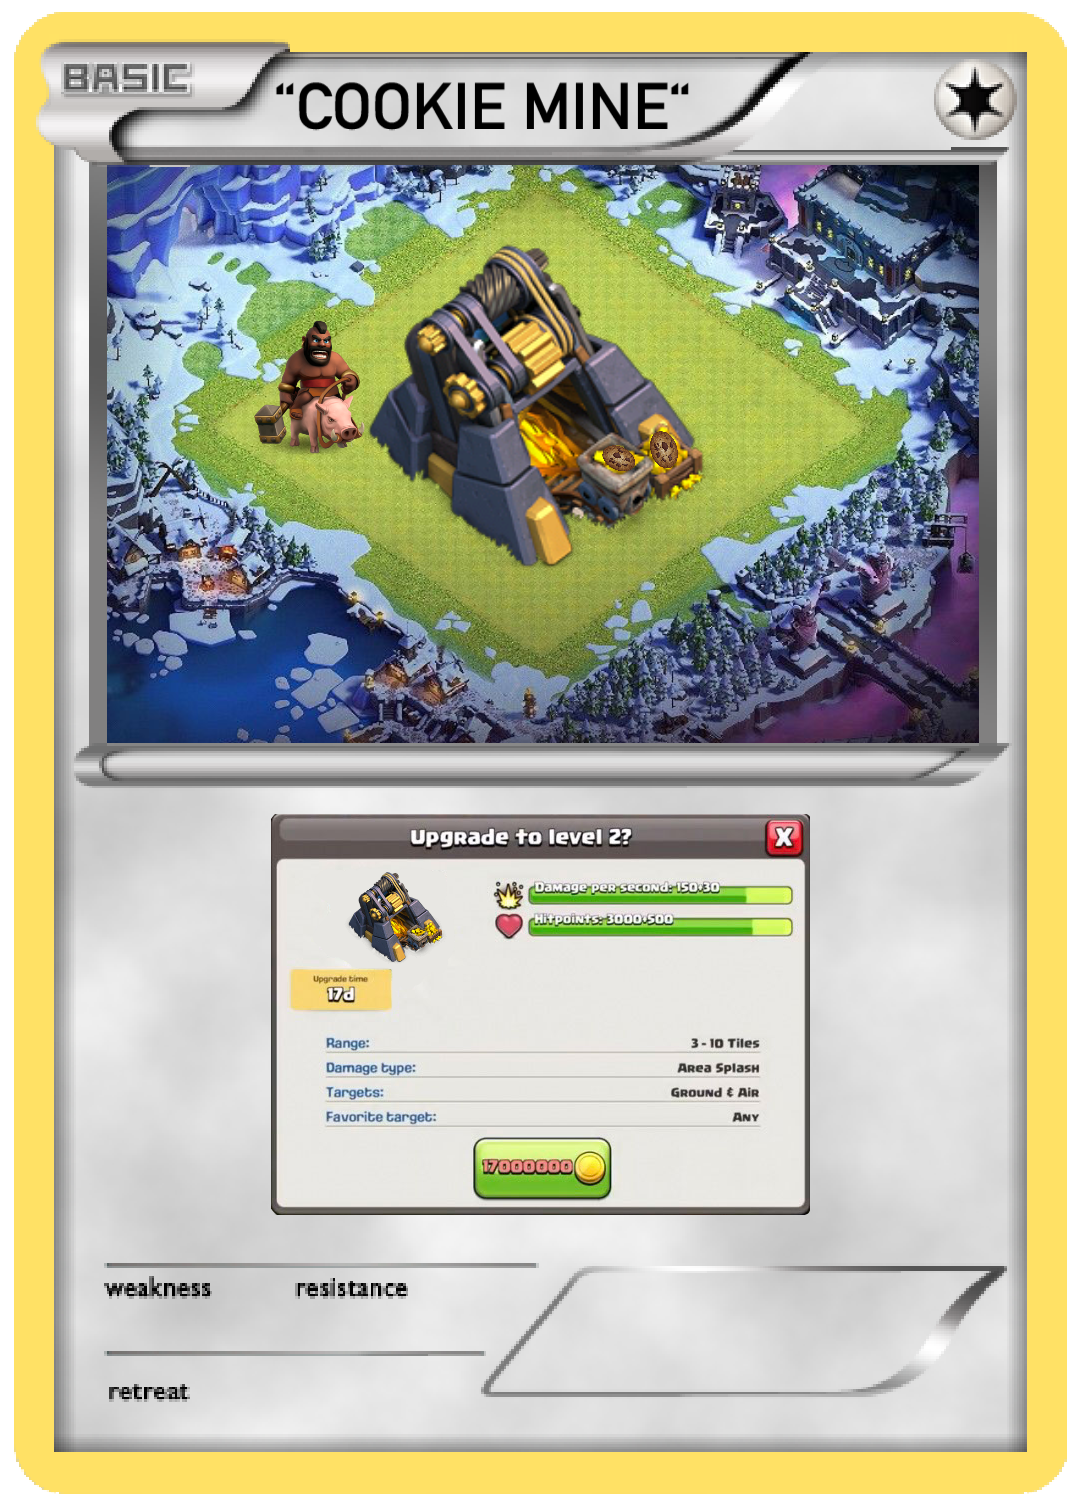 BASIC
“COOKIE MINE“
Upgrade to level 2?
X
Damage per second: 150+30
Hitpoints: 3000+500
Upgrade time
17d
Range: 3 - 10 Tiles
Damage type: Area Splash
Targets: Ground & Air
Favorite target: Any
17000000
weakness resistance
retreat